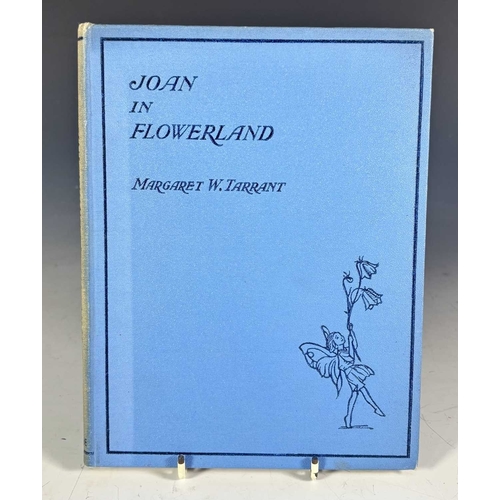 JOAN
IN
FLOWERLAND
MARGARET W. TARRANT